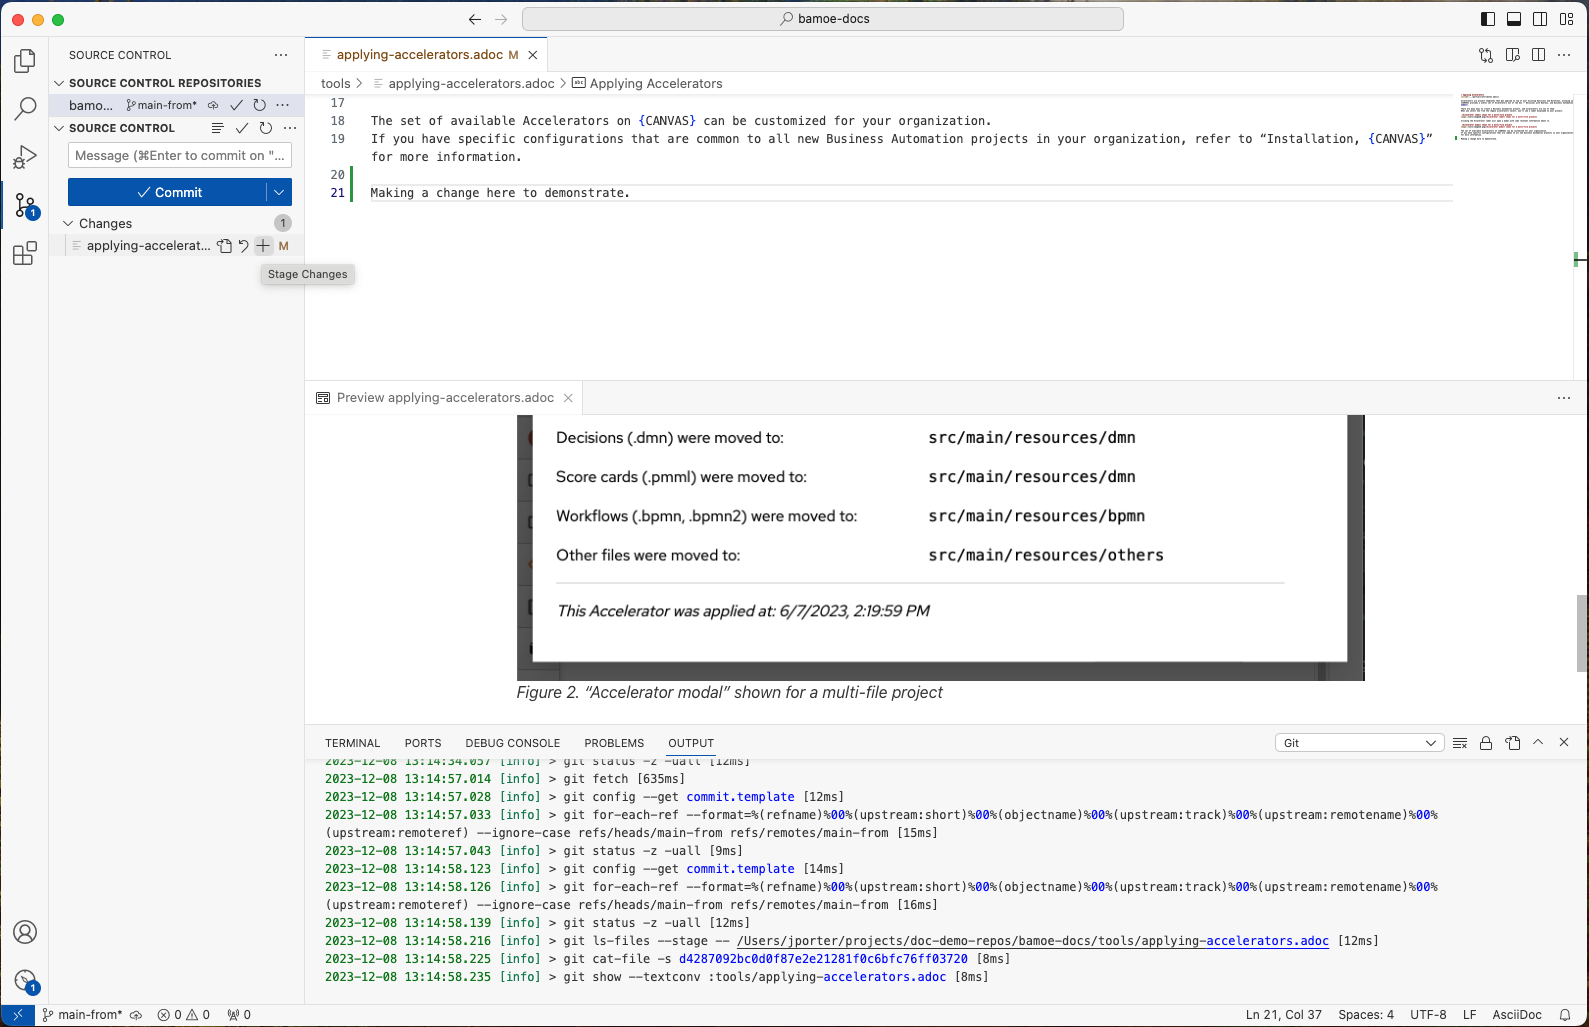 bamoe-docs
SOURCE CONTROL
SOURCE CONTROL REPOSITORIES
bamo... main-from*
SOURCE CONTROL
Message (⌘Enter to commit on "...
Commit
Changes 1
applying-accelerat... M
Stage Changes
1
1
applying-accelerators.adoc M
tools > applying-accelerators.adoc > Applying Accelerators
17
18 The set of available Accelerators on {CANVAS} can be customized for your organization.
19 If you have specific configurations that are common to all new Business Automation projects in your organization, refer to “Installation, {CANVAS}”
for more information.
20
21 Making a change here to demonstrate.
Preview applying-accelerators.adoc
Decisions (.dmn) were moved to: src/main/resources/dmn
Score cards (.pmml) were moved to: src/main/resources/dmn
Workflows (.bpmn, .bpmn2) were moved to: src/main/resources/bpmn
Other files were moved to: src/main/resources/others
This Accelerator was applied at: 6/7/2023, 2:19:59 PM
Figure 2. “Accelerator modal” shown for a multi-file project
TERMINAL PORTS DEBUG CONSOLE PROBLEMS OUTPUT Git
2023-12-08 13:14:34.057 [info] > git status -z -uall [12ms]
2023-12-08 13:14:57.014 [info] > git fetch [635ms]
2023-12-08 13:14:57.028 [info] > git config --get commit.template [12ms]
2023-12-08 13:14:57.033 [info] > git for-each-ref --format=%(refname)%00%(upstream:short)%00%(objectname)%00%(upstream:track)%00%(upstream:remotename)%00%
(upstream:remoteref) --ignore-case refs/heads/main-from refs/remotes/main-from [15ms]
2023-12-08 13:14:57.043 [info] > git status -z -uall [9ms]
2023-12-08 13:14:58.123 [info] > git config --get commit.template [14ms]
2023-12-08 13:14:58.126 [info] > git for-each-ref --format=%(refname)%00%(upstream:short)%00%(objectname)%00%(upstream:track)%00%(upstream:remotename)%00%
(upstream:remoteref) --ignore-case refs/heads/main-from refs/remotes/main-from [16ms]
2023-12-08 13:14:58.139 [info] > git status -z -uall [12ms]
2023-12-08 13:14:58.216 [info] > git ls-files --stage -- /Users/jporter/projects/doc-demo-repos/bamoe-docs/tools/applying-accelerators.adoc [12ms]
2023-12-08 13:14:58.225 [info] > git cat-file -s d4287092bc0d0f87e2e21281f0c6bfc76ff03720 [8ms]
2023-12-08 13:14:58.235 [info] > git show --textconv :tools/applying-accelerators.adoc [8ms]
main-from* 0 0 0 Ln 21, Col 37 Spaces: 4 UTF-8 LF AsciiDoc